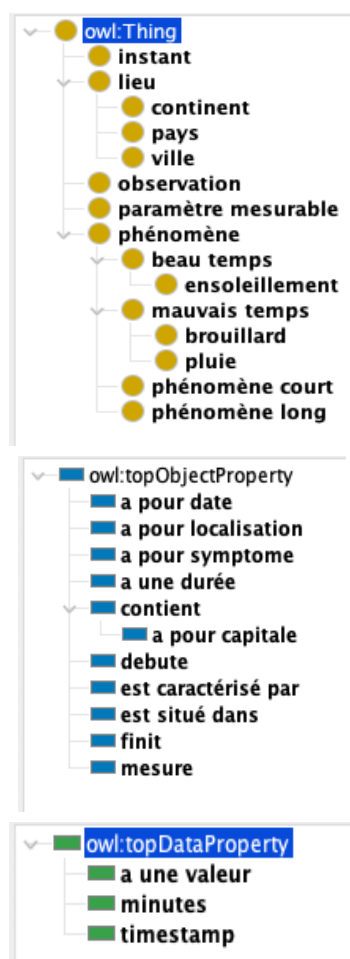 owl:Thing
instant
lieu
continent
pays
ville
observation
paramètre mesurable
phénomène
beau temps
ensoleillement
mauvais temps
brouillard
pluie
phénomène court
phénomène long
owl:topObjectProperty
a pour date
a pour localisation
a pour symptome
a une durée
contient
a pour capitale
debute
est caractérisé par
est situé dans
finit
mesure
owl:topDataProperty
a une valeur
minutes
timestamp